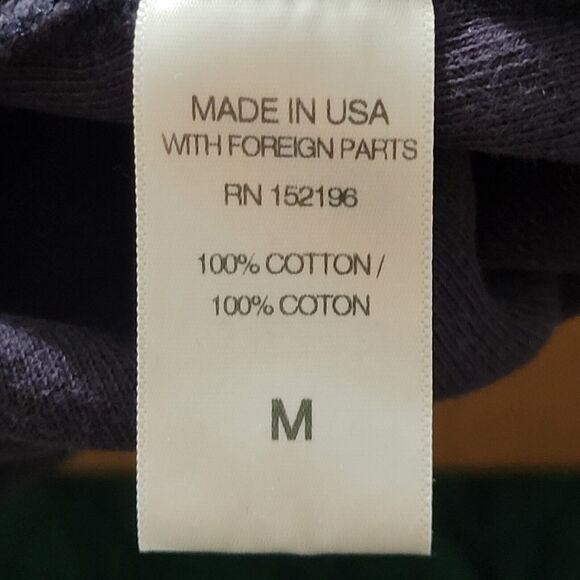 MADE IN USA
WITH FOREIGN PARTS
RN 152196
100% COTTON /
100% COTON
M